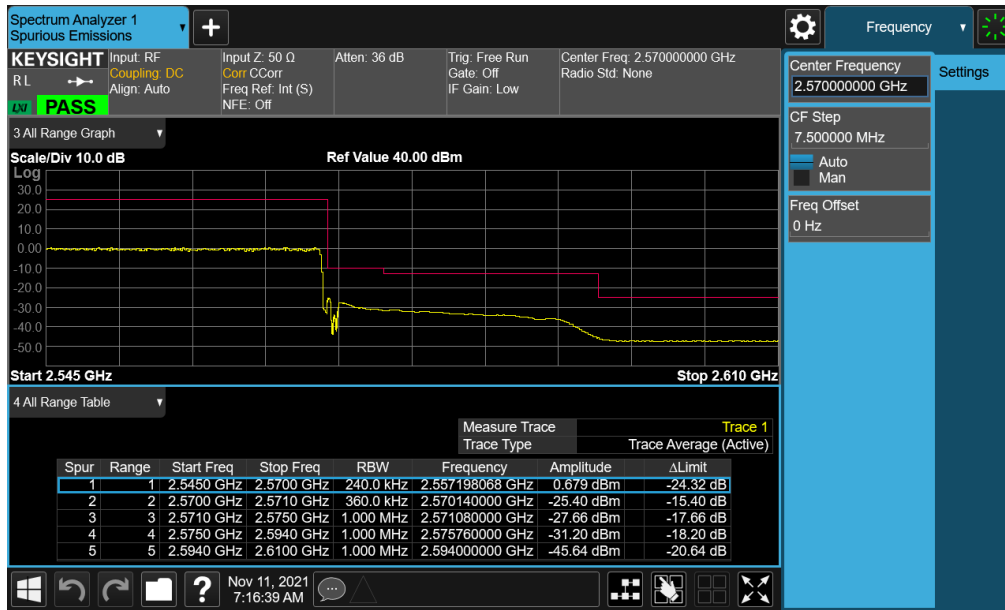 Spectrum Analyzer 1
Spurious Emissions
+
Frequency
KEYSIGHT
R L
LXI
PASS
Input: RF
Coupling: DC
Align: Auto
Input Z: 50 Ω
Corr CCorr
Freq Ref: Int (S)
NFE: Off
Atten: 36 dB
Trig: Free Run
Gate: Off
IF Gain: Low
Center Freq: 2.570000000 GHz
Radio Std: None
Center Frequency
2.570000000 GHz
Settings
CF Step
7.500000 MHz
Auto
Man
Freq Offset
0 Hz
3 All Range Graph
Scale/Div 10.0 dB
Ref Value 40.00 dBm
Log
30.0
20.0
10.0
0.00
-10.0
-20.0
-30.0
-40.0
-50.0
Start 2.545 GHz
Stop 2.610 GHz
4 All Range Table
Measure Trace Trace 1
Trace Type Trace Average (Active)
Spur Range Start Freq Stop Freq RBW Frequency Amplitude ΔLimit
1 1 2.5450 GHz 2.5700 GHz 240.0 kHz 2.557198068 GHz 0.679 dBm -24.32 dB
2 2 2.5700 GHz 2.5710 GHz 360.0 kHz 2.570140000 GHz -25.40 dBm -15.40 dB
3 3 2.5710 GHz 2.5750 GHz 1.000 MHz 2.571080000 GHz -27.66 dBm -17.66 dB
4 4 2.5750 GHz 2.5940 GHz 1.000 MHz 2.575760000 GHz -31.20 dBm -18.20 dB
5 5 2.5940 GHz 2.6100 GHz 1.000 MHz 2.594000000 GHz -45.64 dBm -20.64 dB
?
Nov 11, 2021
7:16:39 AM